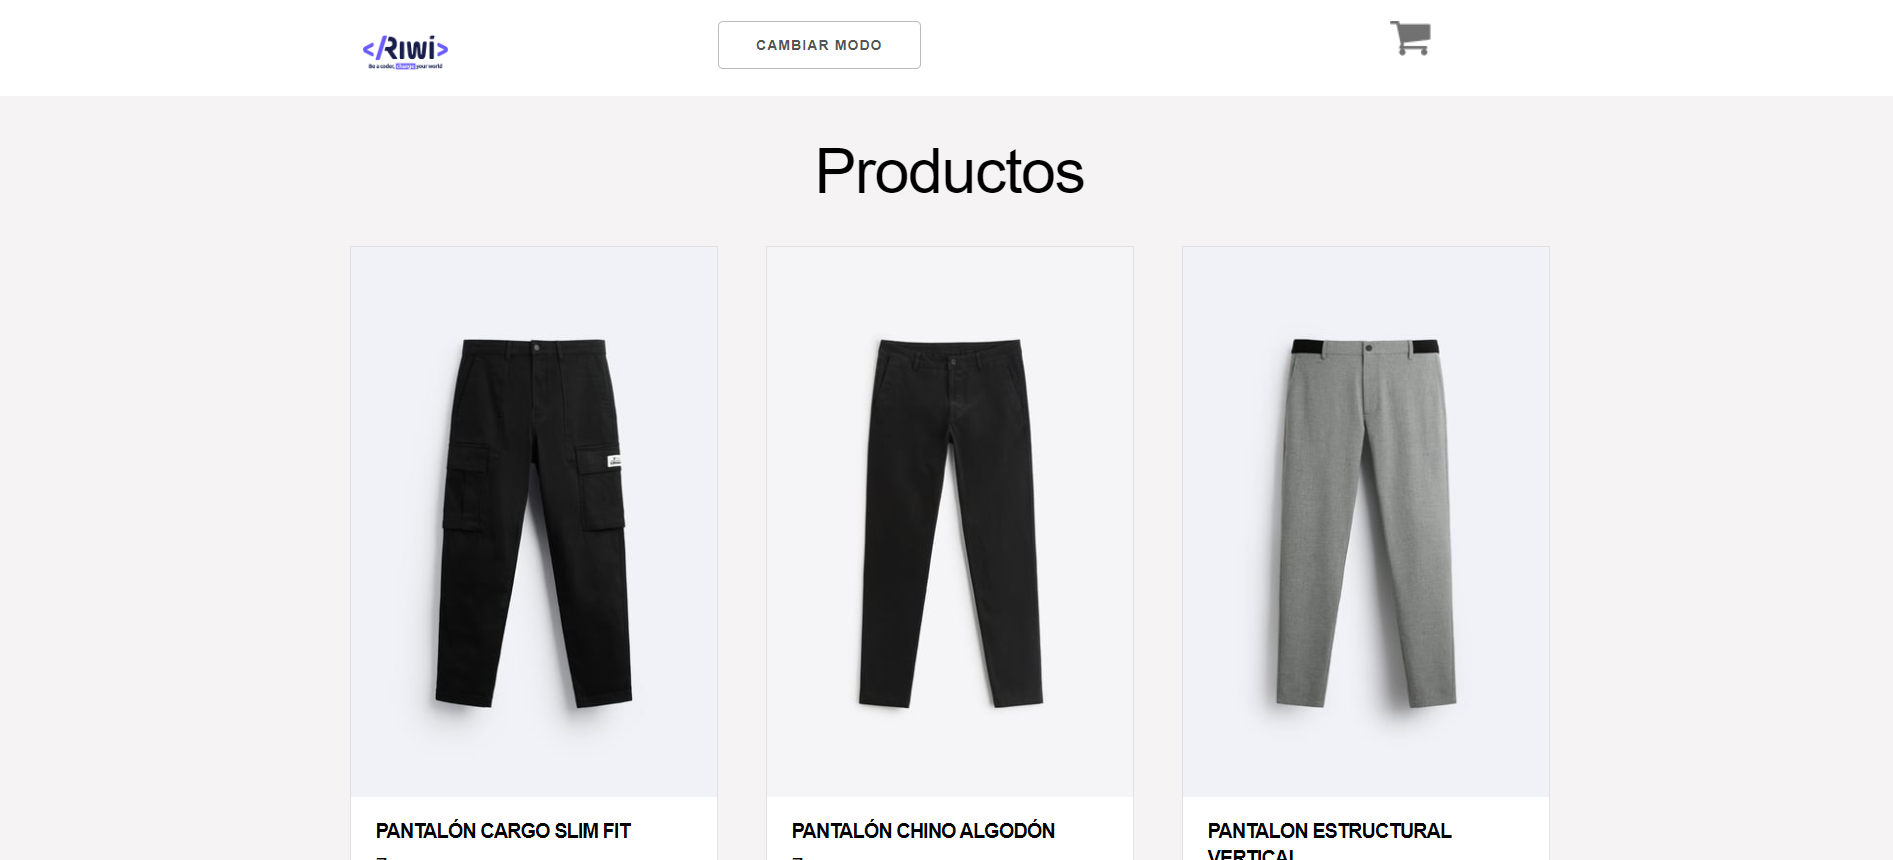 </Riwi>
Be a coder, change your world
CAMBIAR MODO
Productos
PANTALÓN CARGO SLIM FIT
PANTALÓN CHINO ALGODÓN
PANTALON ESTRUCTURAL
VERTICAL